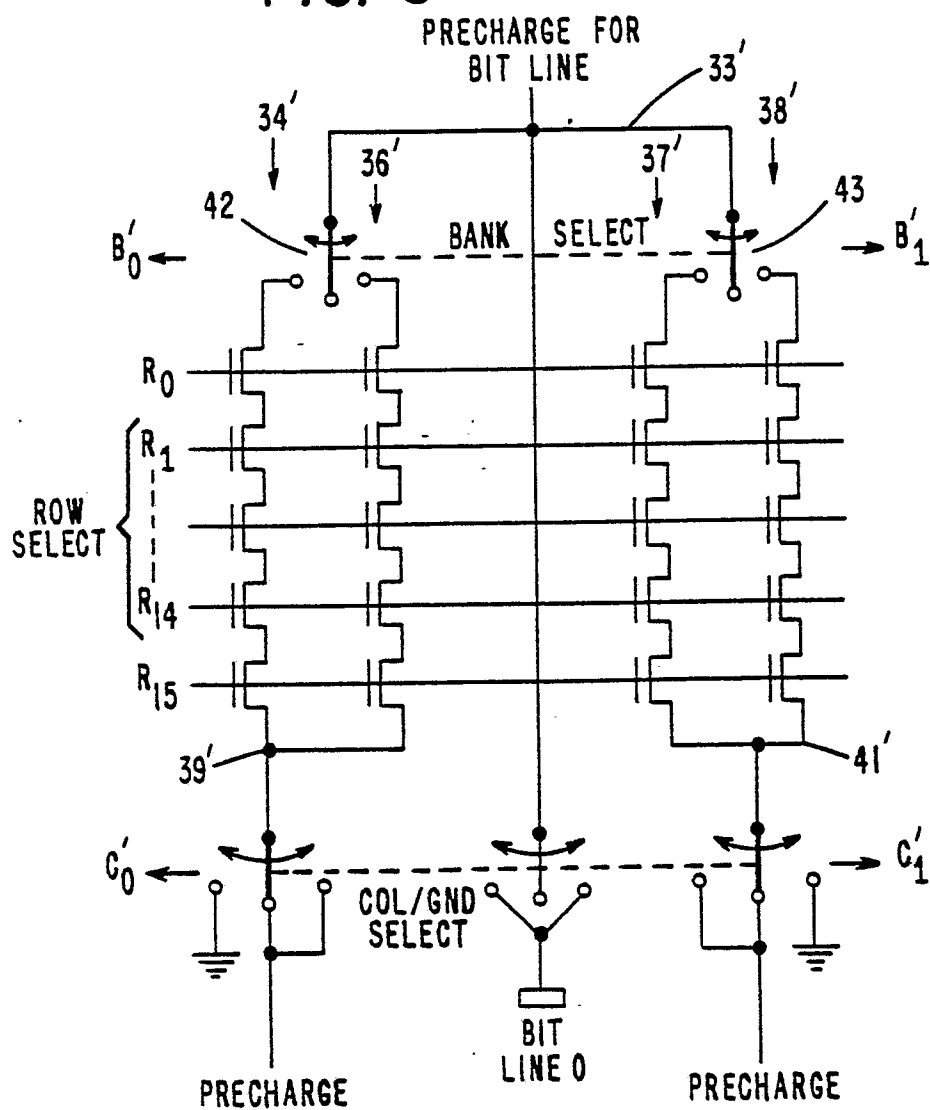 FIG.
PRECHARGE FOR
BIT LINE
33'
34'
38'
36'
37'
42
43
B'0
BANK SELECT
B'1
R0
R1
ROW
SELECT
R14
R15
39'
41'
C'0
C'1
COL/GND
SELECT
BIT
LINE 0
PRECHARGE
PRECHARGE